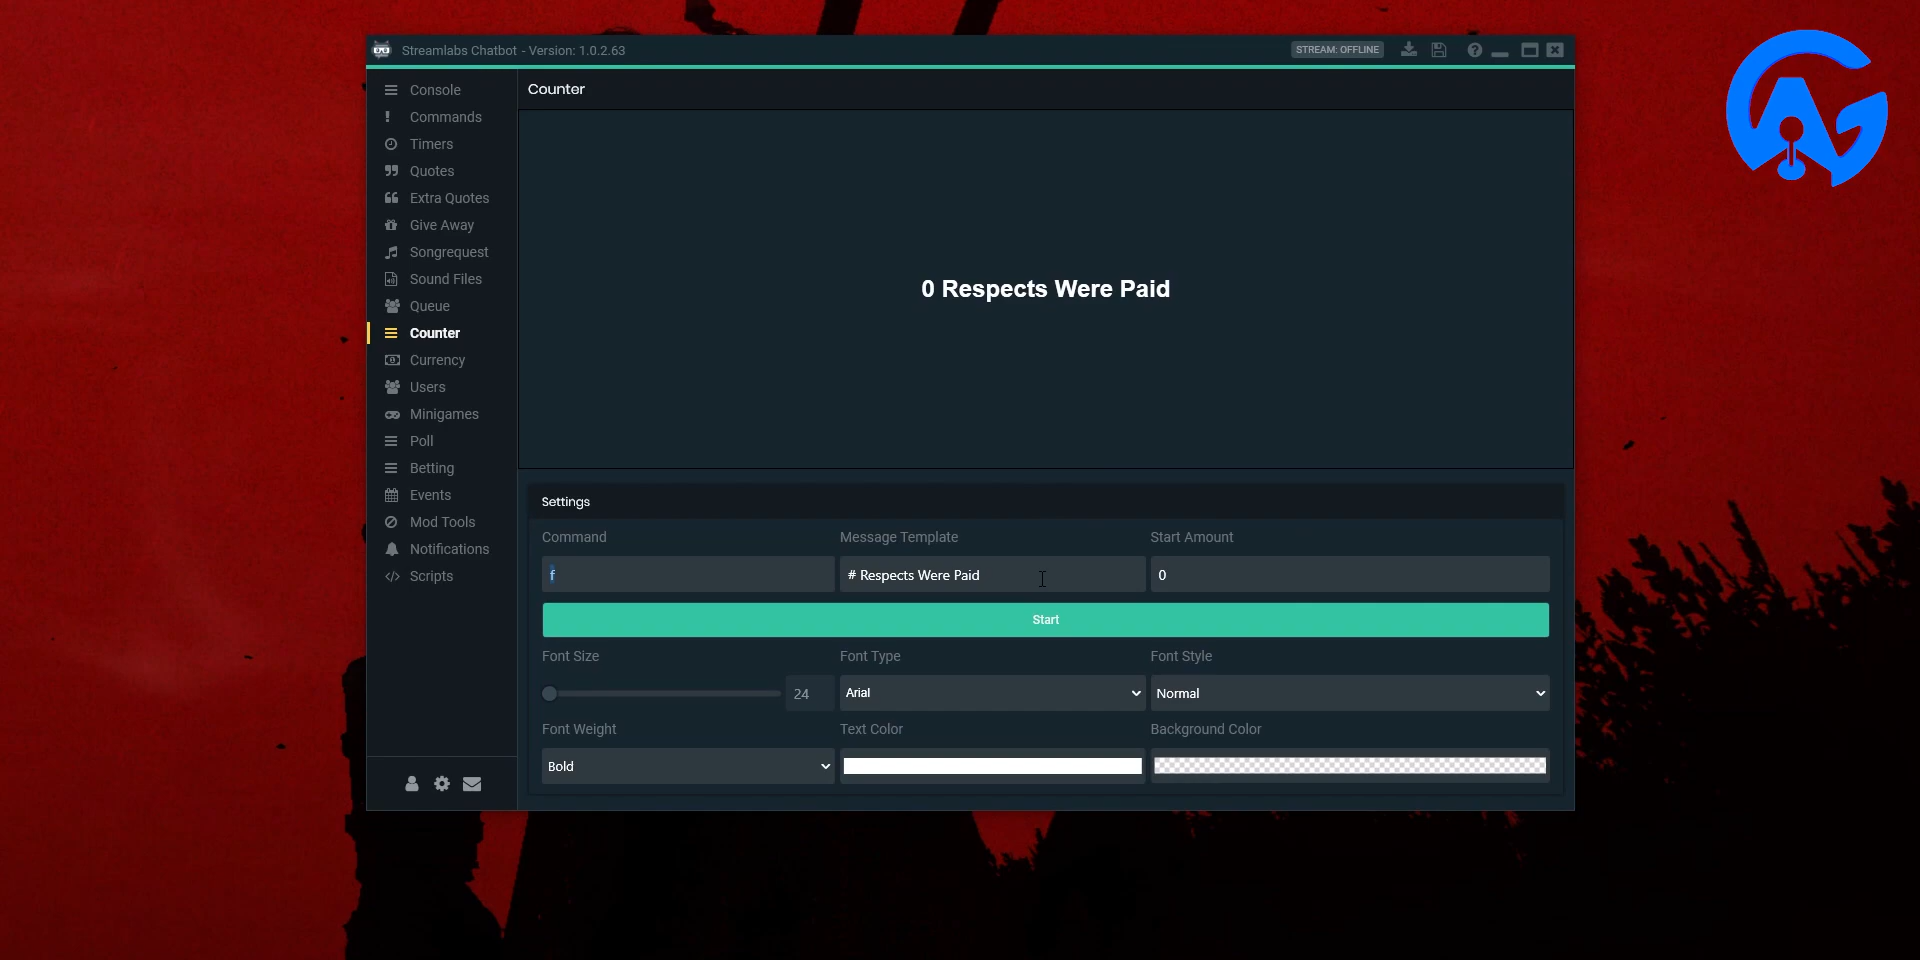 Streamlabs Chatbot - Version: 1.0.2.63
STREAM: OFFLINE
Console
Commands
Timers
Quotes
Extra Quotes
Give Away
Songrequest
Sound Files
Queue
Counter
Currency
Users
Minigames
Poll
Betting
Events
Mod Tools
Notifications
Scripts
Counter
0 Respects Were Paid
Settings
Command Message Template Start Amount
f # Respects Were Paid 0
Start
Font Size Font Type Font Style
24 Arial Normal
Font Weight Text Color Background Color
Bold